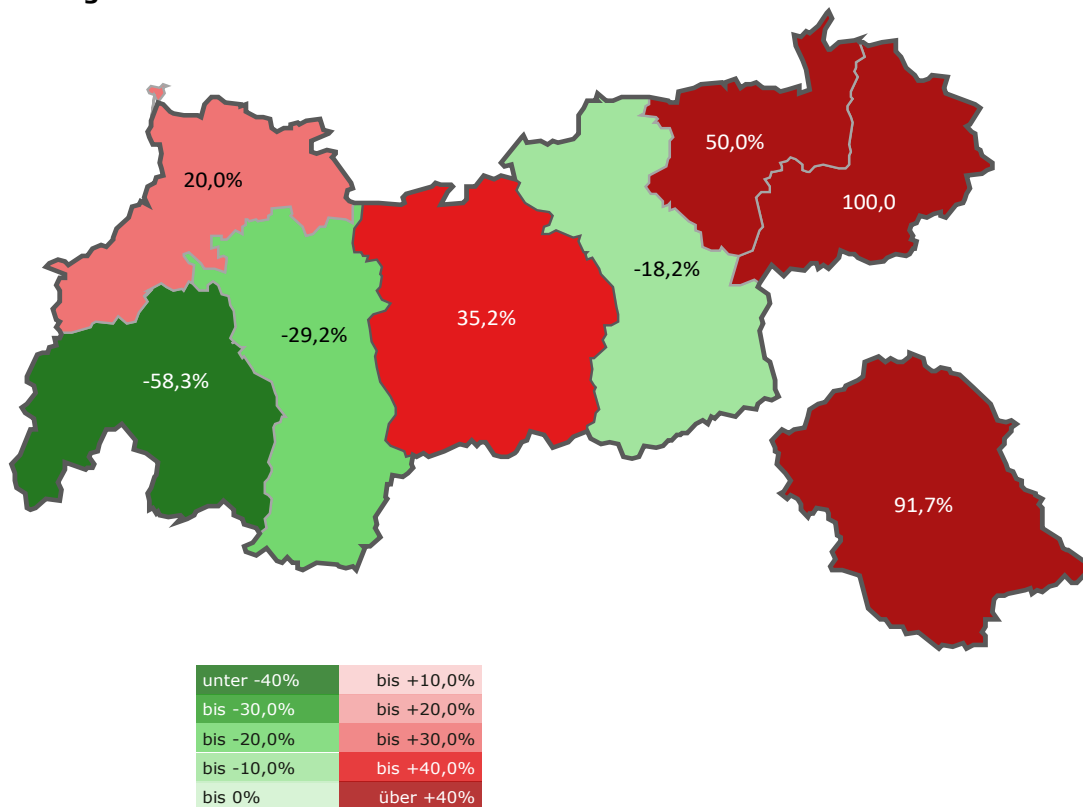 50,0%
20,0%
100,0
-18,2%
35,2%
-29,2%
-58,3%
91,7%
unter -40% bis +10,0%
bis -30,0% bis +20,0%
bis -20,0% bis +30,0%
bis -10,0% bis +40,0%
bis 0% über +40%